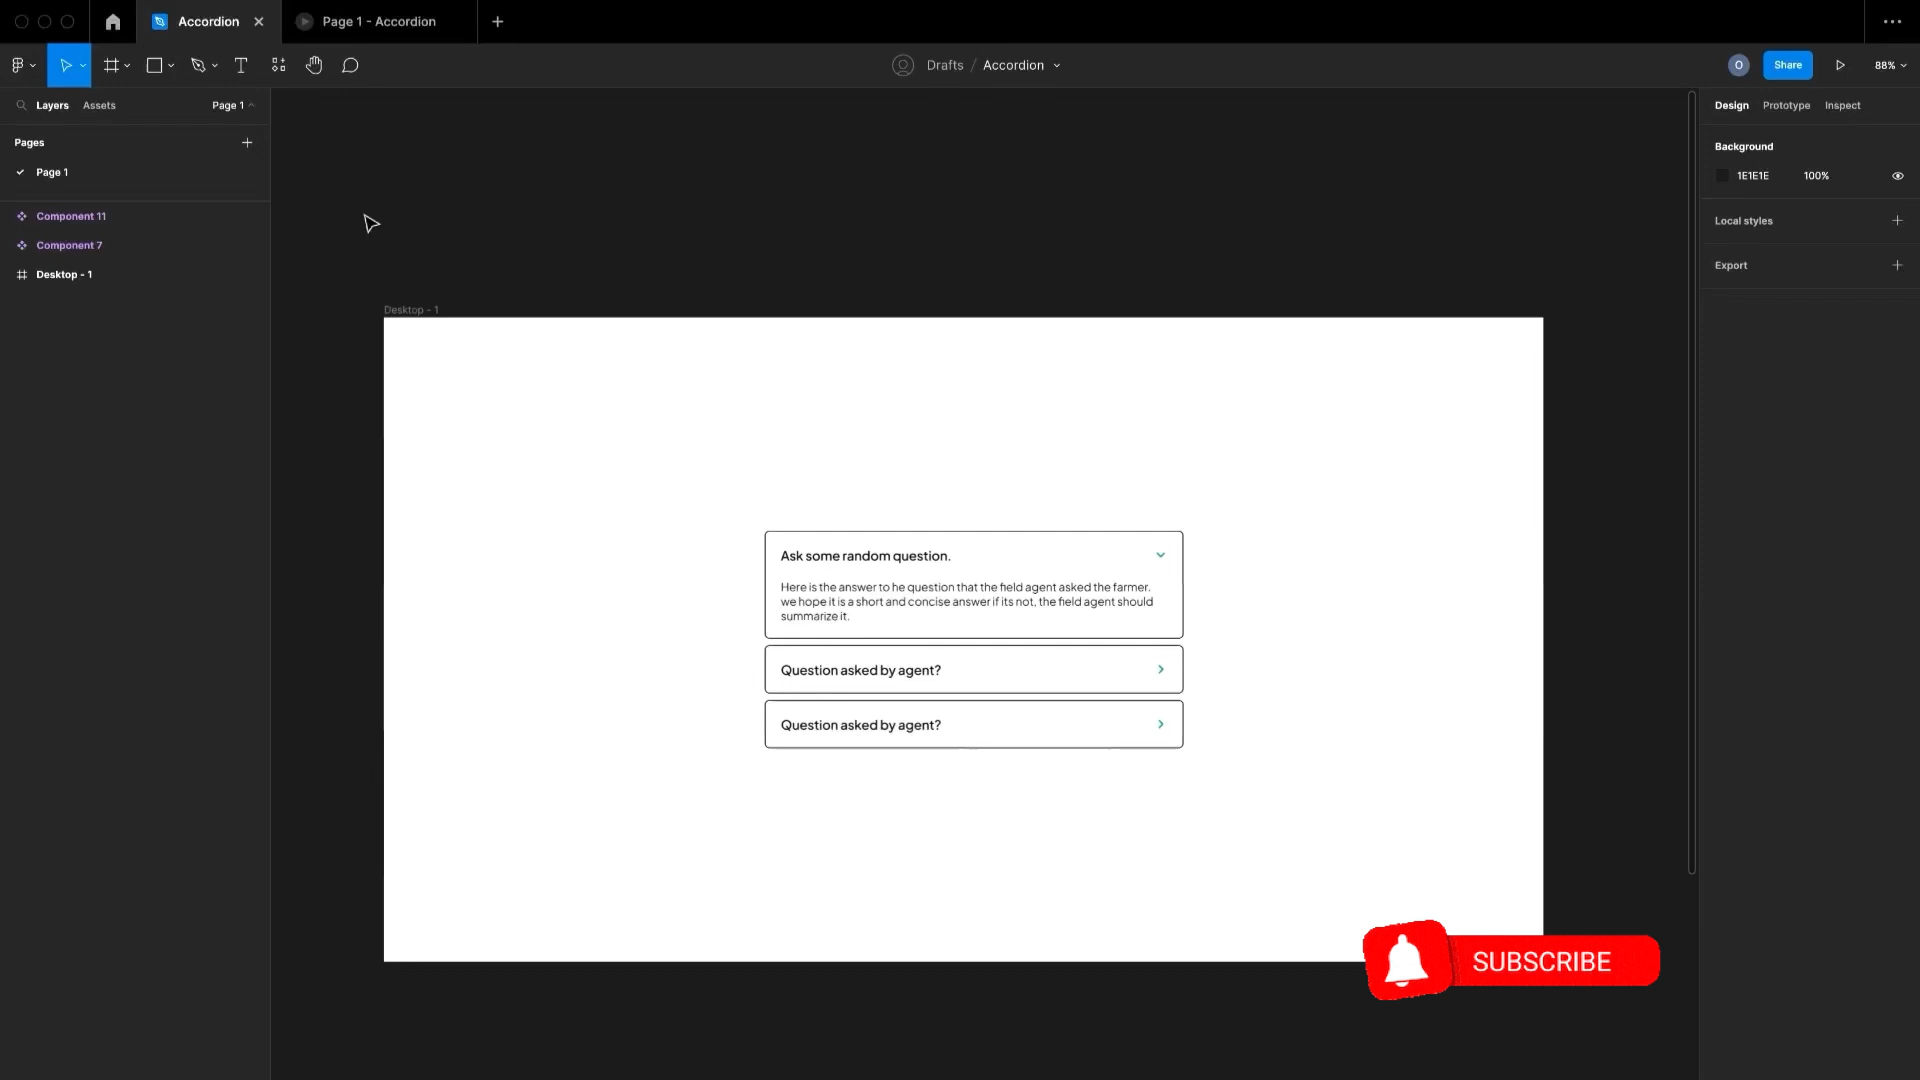 Accordion
Page 1 - Accordion
Drafts / Accordion
O
Share
88%
Layers
Assets
Page 1
Pages
Page 1
Component 11
Component 7
Desktop - 1
Desktop - 1
Ask some random question.
Here is the answer to he question that the field agent asked the farmer.
we hope it is a short and concise answer if its not, the field agent should
summarize it.
Question asked by agent?
Question asked by agent?
SUBSCRIBE
Design
Prototype
Inspect
Background
1E1E1E
100%
Local styles
Export